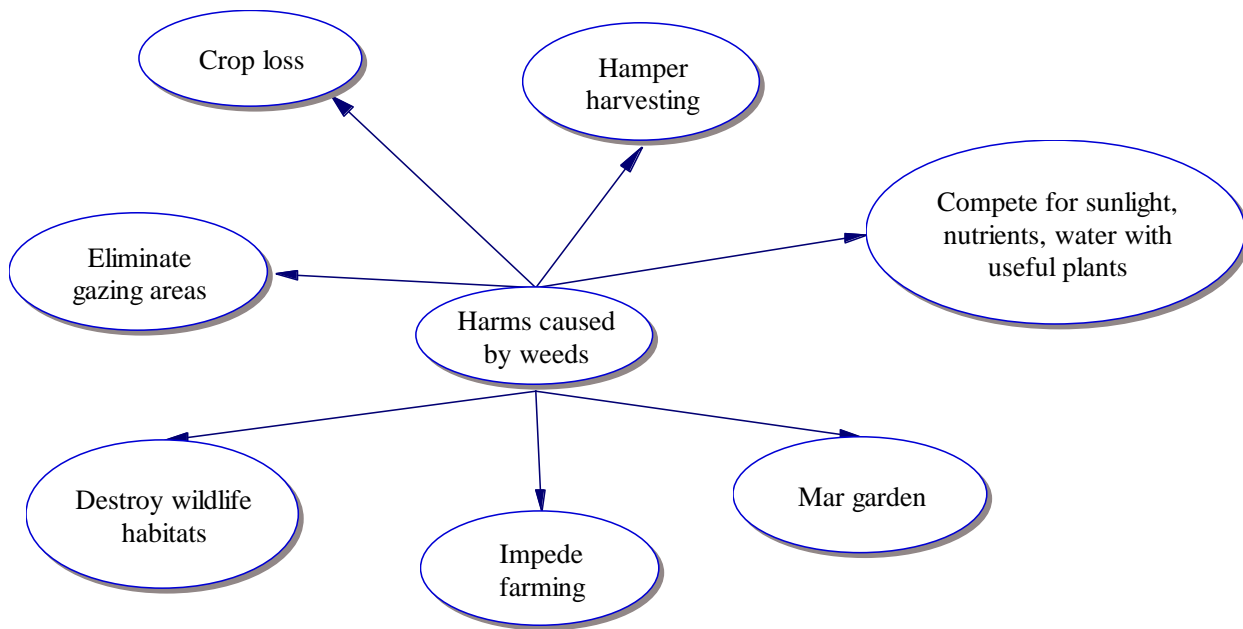 Crop loss
Hamper
harvesting
Compete for sunlight,
nutrients, water with
useful plants
Eliminate
gazing areas
Harms caused
by weeds
Destroy wildlife
habitats
Impede
farming
Mar garden